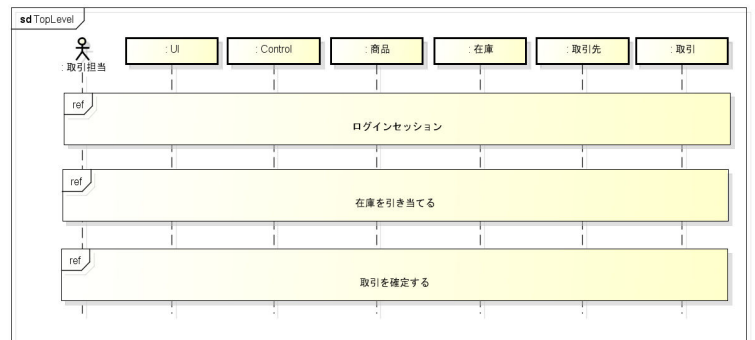 sd TopLevel
: 取引担当
: UI
: Control
: 商品
: 在庫
: 取引先
: 取引
ref
ログインセッション
ref
在庫を引き当てる
ref
取引を確定する